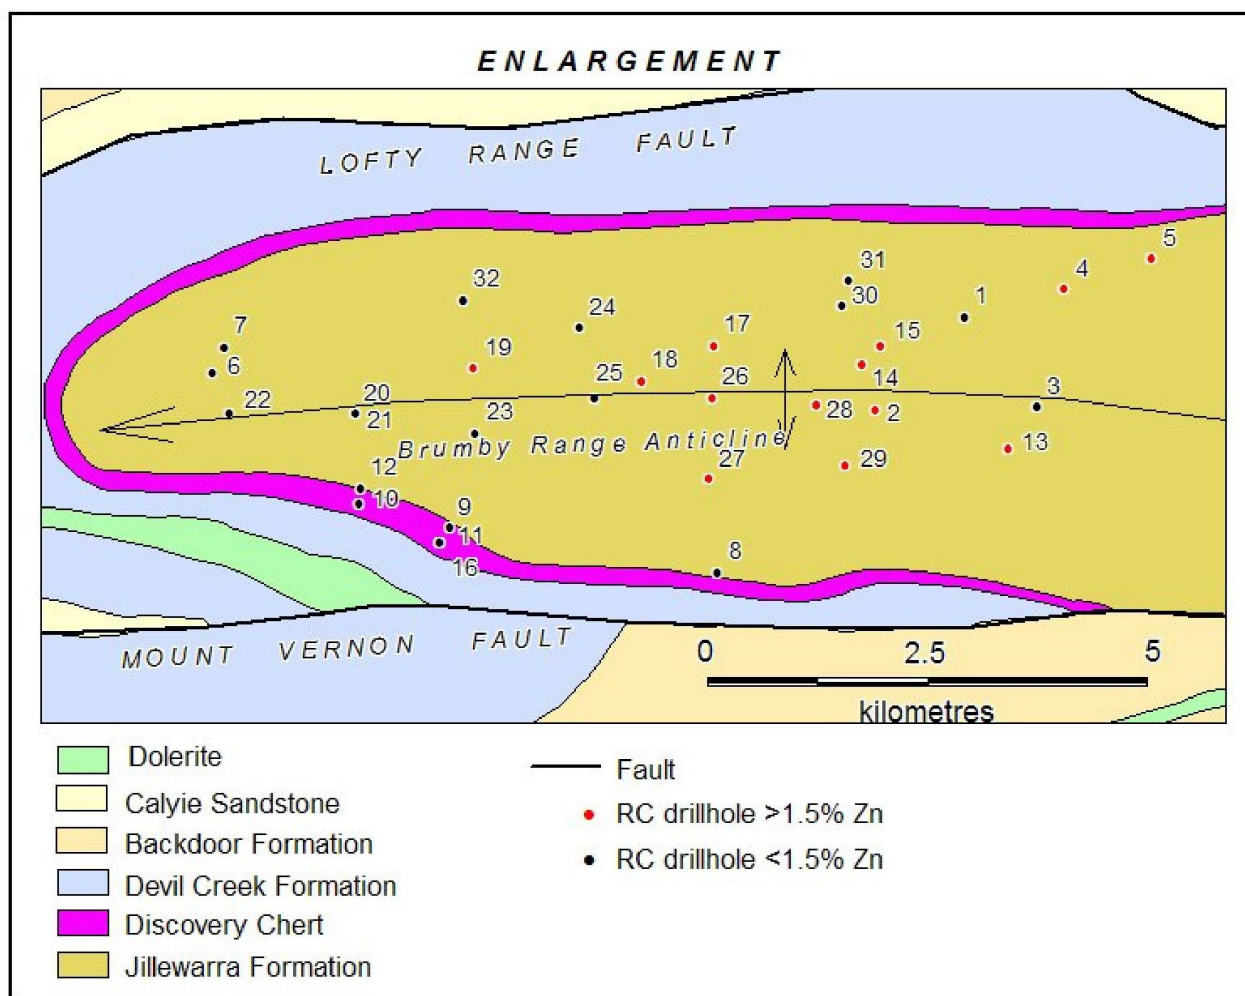 ENLARGEMENT
LOFTY RANGE FAULT
5
31
4
32
30
1
24
7
17
15
19
18
6
25
26
14
3
20
22
21
23
28
2
Brumby Range Anticline
13
12
27
29
10
9
11
8
16
MOUNT VERNON FAULT
0 2.5 5
kilometres
Dolerite
Calyie Sandstone
Backdoor Formation
Devil Creek Formation
Discovery Chert
Jillewarra Formation
Fault
RC drillhole >1.5% Zn
RC drillhole <1.5% Zn